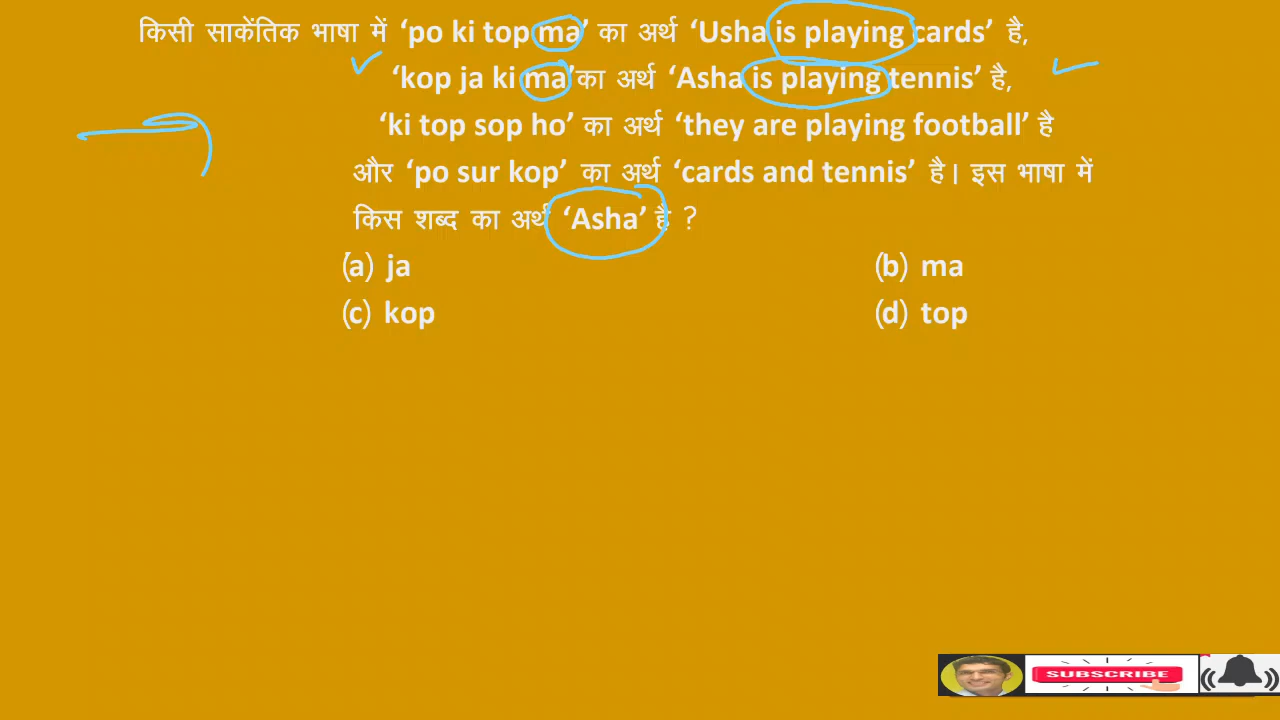 किसी साकेंतिक भाषा में ‘po ki top ma’ का अर्थ ‘Usha is playing cards’ है,
‘kop ja ki ma’का अर्थ ‘Asha is playing tennis’ है,
‘ki top sop ho’ का अर्थ ‘they are playing football’ है
और ‘po sur kop’ का अर्थ ‘cards and tennis’ है। इस भाषा में
किस शब्द का अर्थ ‘Asha’ है ?
(a) ja (b) ma
(c) kop (d) top
SUBSCRIBE